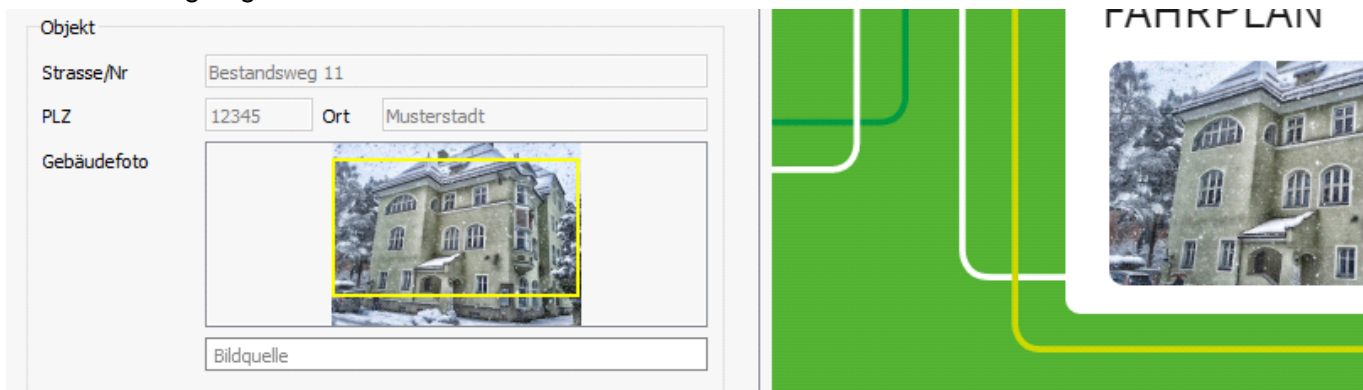 Objekt
Strasse/Nr Bestandsweg 11
PLZ 12345 Ort Musterstadt
Gebäudefoto
Bildquelle
FAHRPLAN